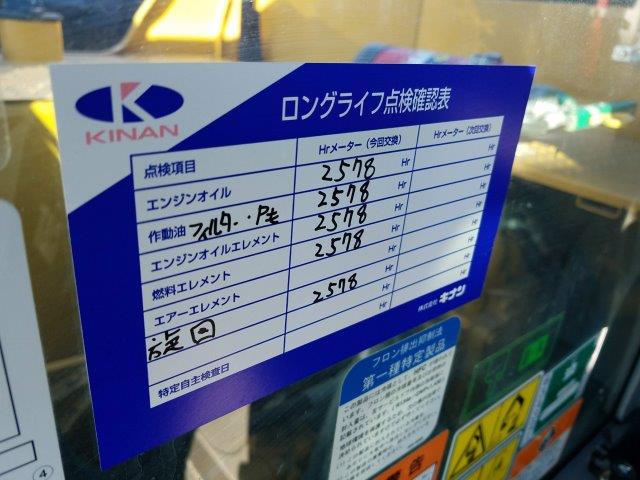 KINAN
ロングライフ点検確認表
点検項目 Hrメーター(今回交換) Hrメーター(次回交換)
エンジンオイル 2578 Hr Hr
作動油 フィルター・・Pモ 2578 Hr Hr
エンジンオイルエレメント 2578 Hr Hr
燃料エレメント 2578 Hr Hr
エアーエレメント Hr Hr
旋回 2578 Hr
特定自主検査日
株式会社 キナン
フロン排出抑制法
第一種特定製品
警告
4